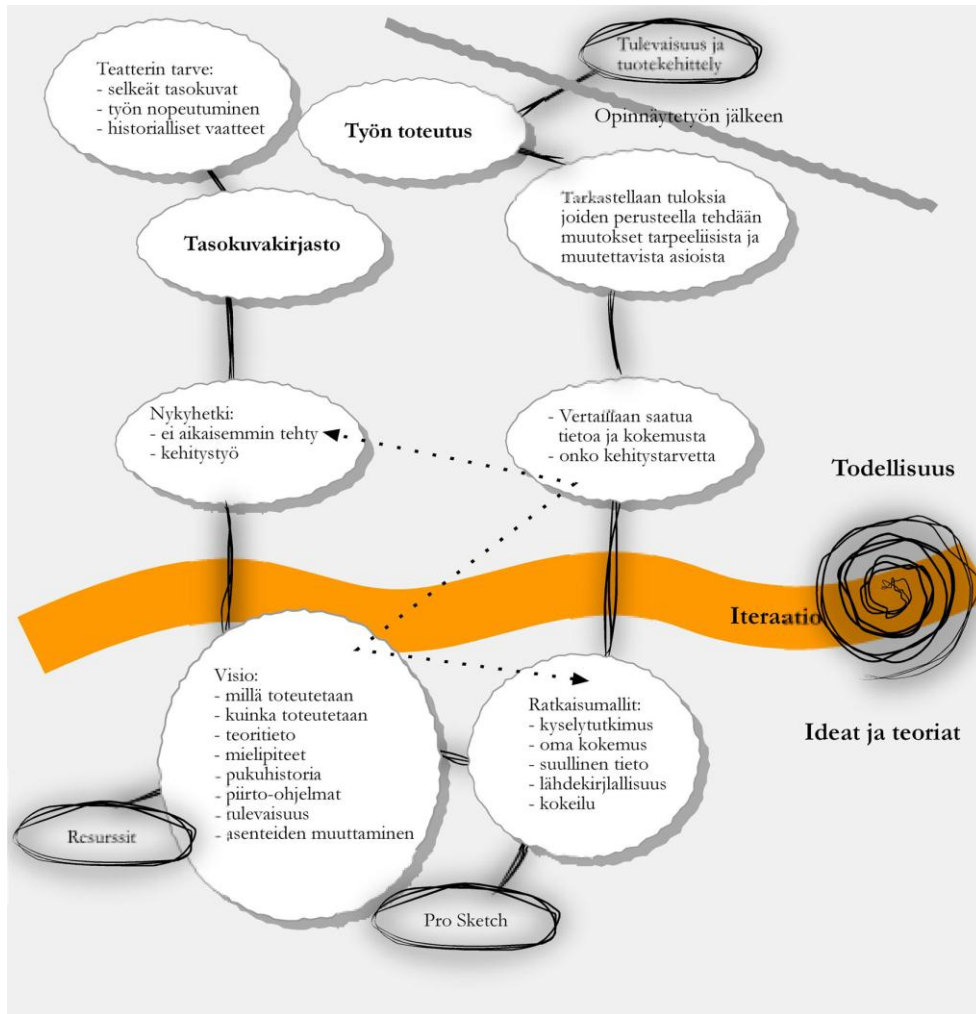 Teatterin tarve:
- selkeät tasokuvat
- työn nopeutuminen
- historialliset vaatteet
Tulevaisuus ja
tuotekehittely
Opinnäytetyön jälkeen
Työn toteutus
Tarkastellaan tuloksia
joiden perusteella tehdään
muutokset tarpeeliisista ja
muutettavista asioista
Tasokuvakirjasto
Nykyhetki:
- ei aikaisemmin tehty
- kehitystyö
- Vertaillaan saatua
tietoa ja kokemusta
- onko kehitystarvetta
Todellisuus
Iteraatio
Ideat ja teoriat
Visio:
- millä toteutetaan
- kuinka toteutetaan
- teoritieto
- mielipiteet
- pukuhistoria
- piirto-ohjelmat
- tulevaisuus
- asenteiden muuttaminen
Ratkaisumallit:
- kyselytutkimus
- oma kokemus
- suullinen tieto
- lähdekirjlallisuus
- kokeilu
Resurssit
Pro Sketch